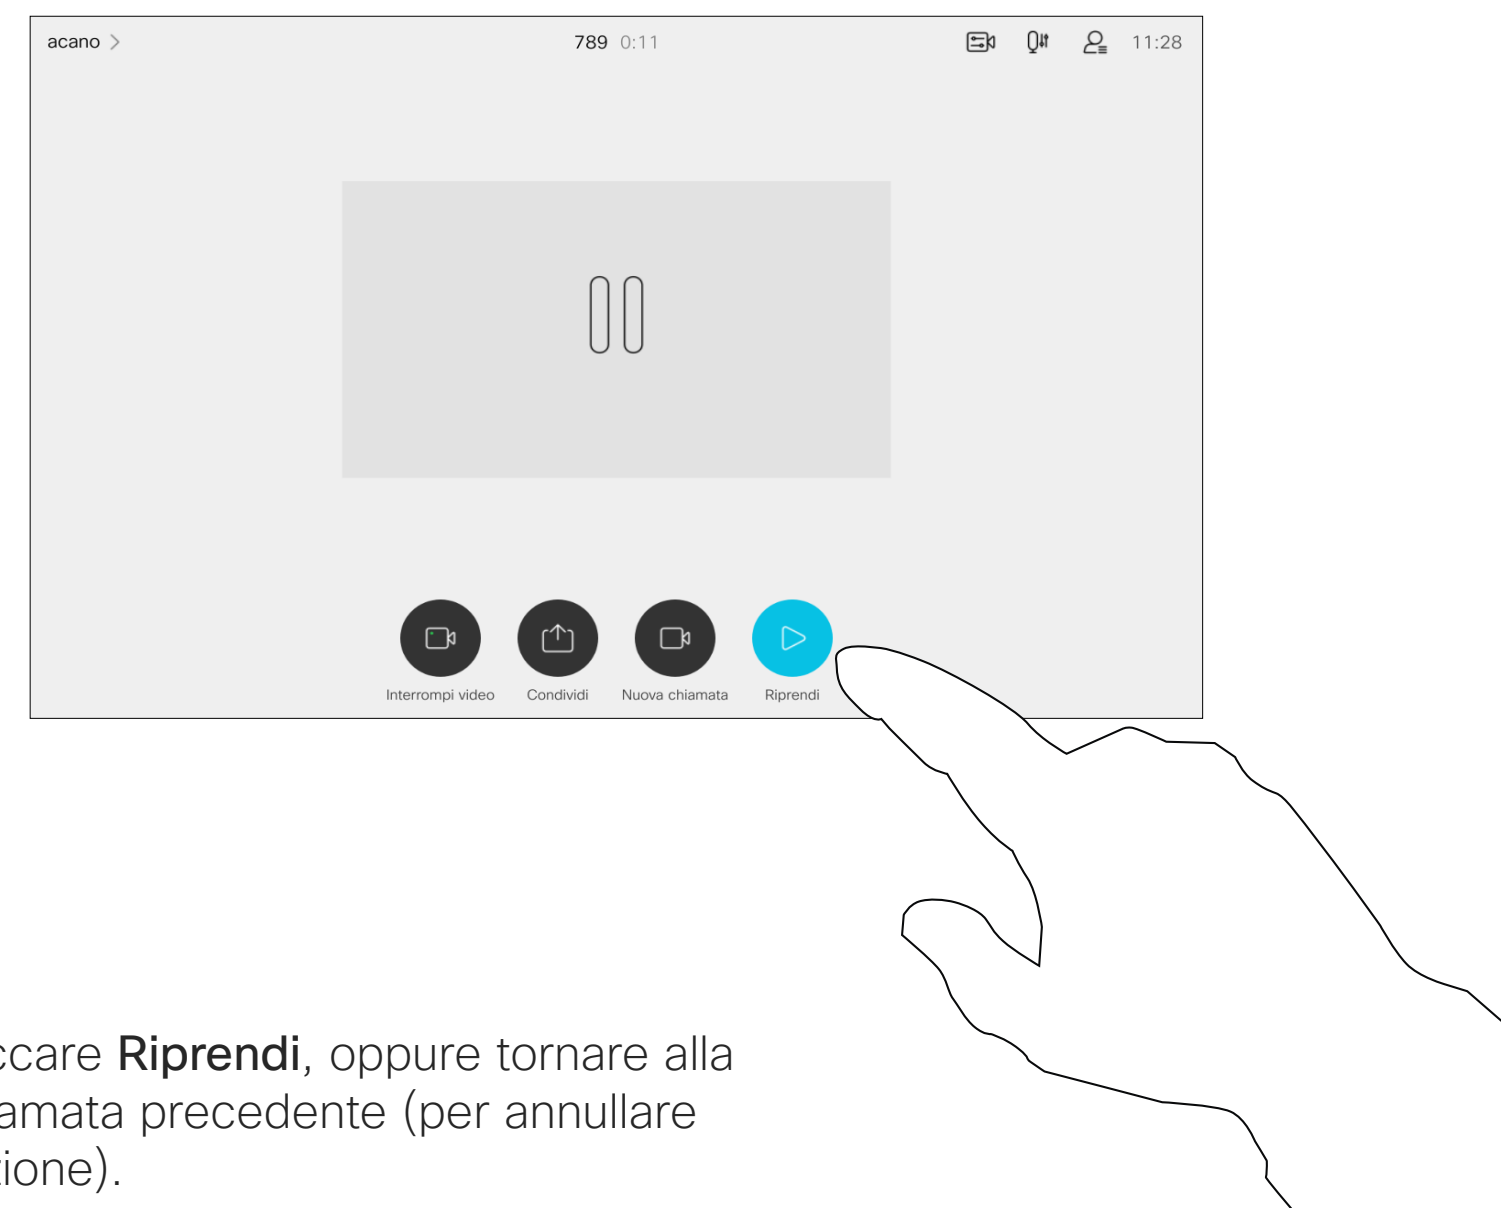 acano
789 0:11
11:28
Interrompi video
Condividi
Nuova chiamata
Riprendi
ccare Riprendi, oppure tornare alla
amata precedente (per annullare
zione).